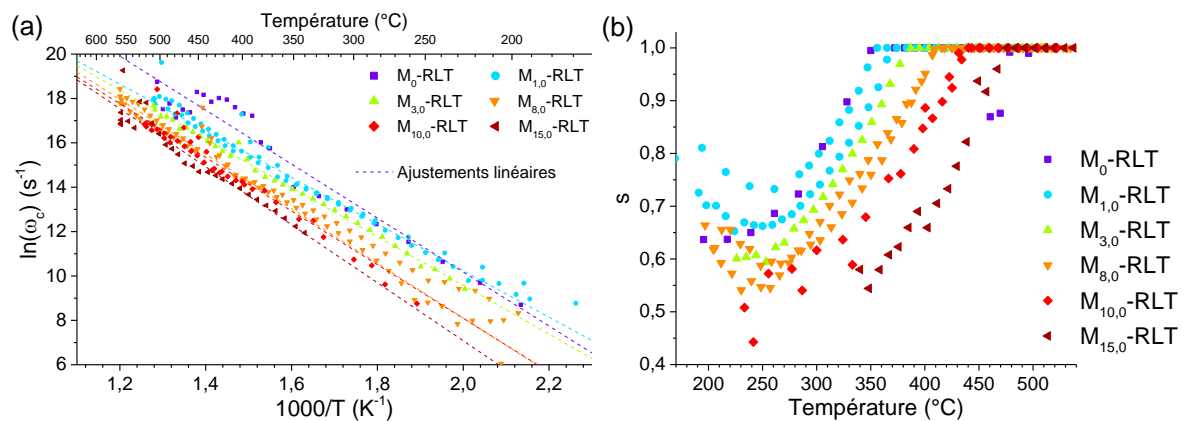 (a)
Température (°C)
600 550 500 450 400 350 300 250 200
20
18
16
14
12
10
8
6
ln(ω_c) (s⁻¹)
M₀-RLT M₁,₀-RLT
M₃,₀-RLT M₈,₀-RLT
M₁₀,₀-RLT M₁₅,₀-RLT
Ajustements linéaires
1,2 1,4 1,6 1,8 2,0 2,2
1000/T (K⁻¹)
(b)
1,0
0,9
0,8
0,7
0,6
0,5
0,4
s
200 250 300 350 400 450 500
Température (°C)
M₀-RLT
M₁,₀-RLT
M₃,₀-RLT
M₈,₀-RLT
M₁₀,₀-RLT
M₁₅,₀-RLT